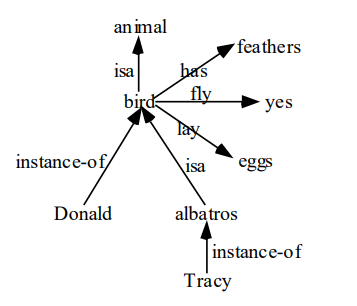 animal
feathers
isa
has
fly
bird
yes
lay
instance-of
isa
eggs
Donald
albatros
instance-of
Tracy